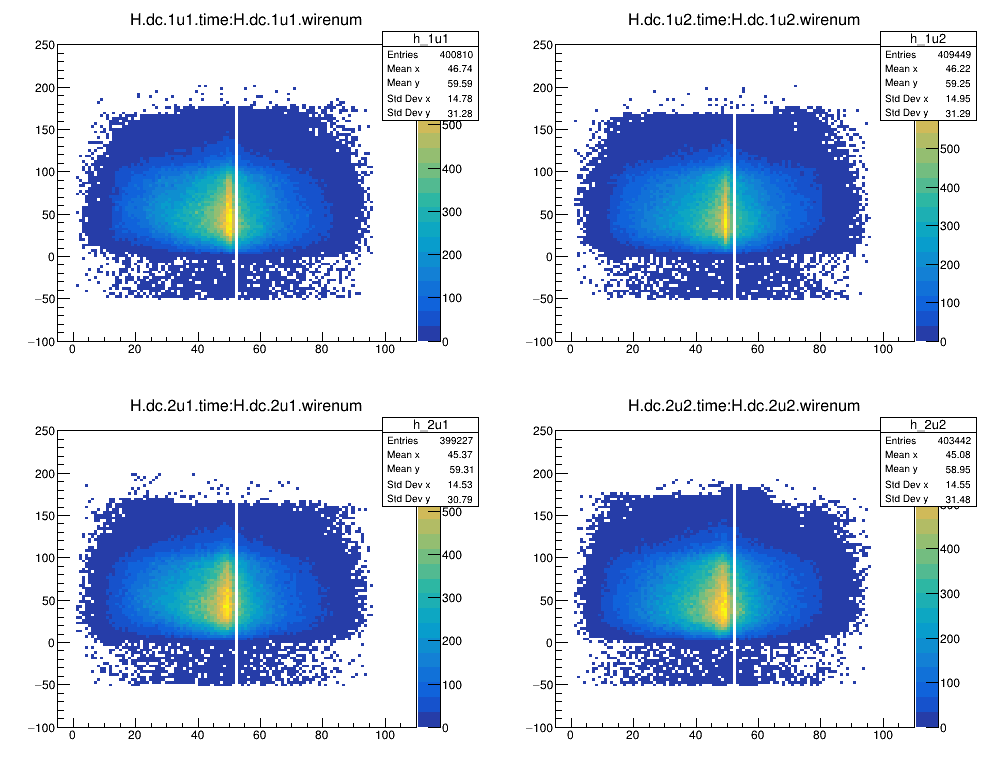 H.dc.1u1.time:H.dc.1u1.wirenum
h_1u1
Entries 400810
Mean x 46.74
Mean y 59.59
Std Dev x 14.78
Std Dev y 31.28
250
200
150
100
50
0
−50
−100
0 20 40 60 80 100
500
400
300
200
100
0
H.dc.1u2.time:H.dc.1u2.wirenum
h_1u2
Entries 409449
Mean x 46.22
Mean y 59.25
Std Dev x 14.95
Std Dev y 31.29
250
200
150
100
50
0
−50
−100
0 20 40 60 80 100
500
400
300
200
100
0
H.dc.2u1.time:H.dc.2u1.wirenum
h_2u1
Entries 399227
Mean x 45.37
Mean y 59.31
Std Dev x 14.53
Std Dev y 30.79
250
200
150
100
50
0
−50
−100
0 20 40 60 80 100
500
400
300
200
100
0
H.dc.2u2.time:H.dc.2u2.wirenum
h_2u2
Entries 403442
Mean x 45.08
Mean y 58.95
Std Dev x 14.55
Std Dev y 31.48
250
200
150
100
50
0
−50
−100
0 20 40 60 80 100
400
300
200
100
0